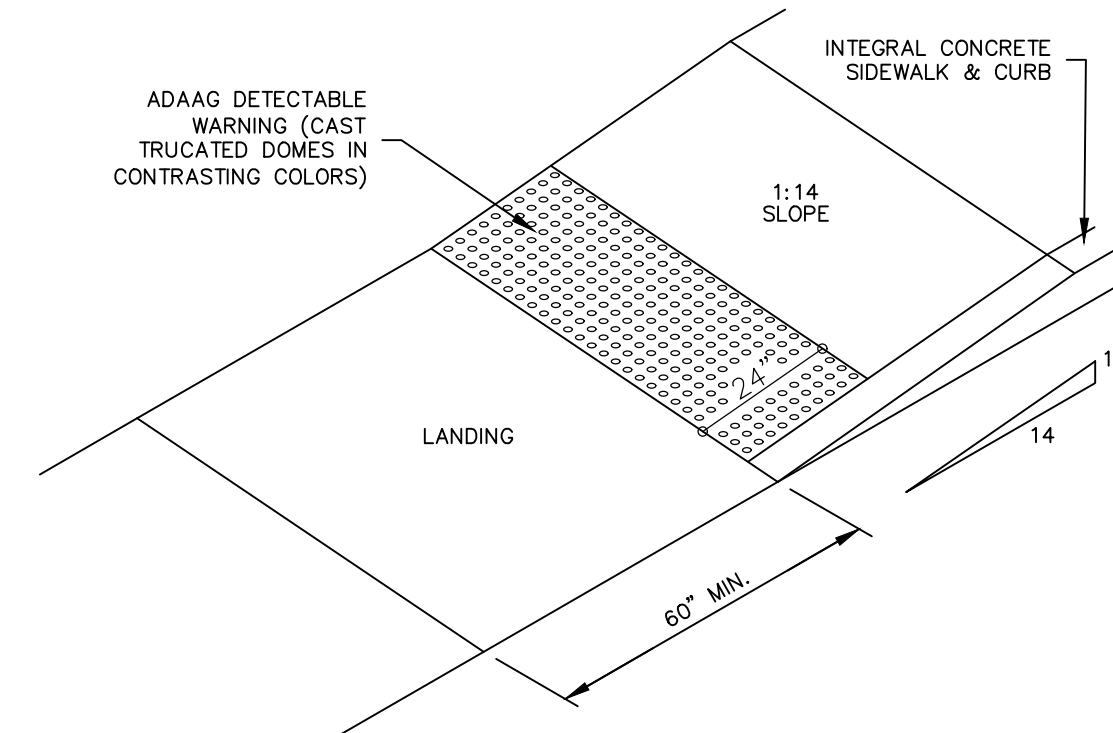 INTEGRAL CONCRETE
SIDEWALK & CURB
ADAAG DETECTABLE
WARNING (CAST
TRUCATED DOMES IN
CONTRASTING COLORS)
1:14
SLOPE
24"
1
14
LANDING
60" MIN.